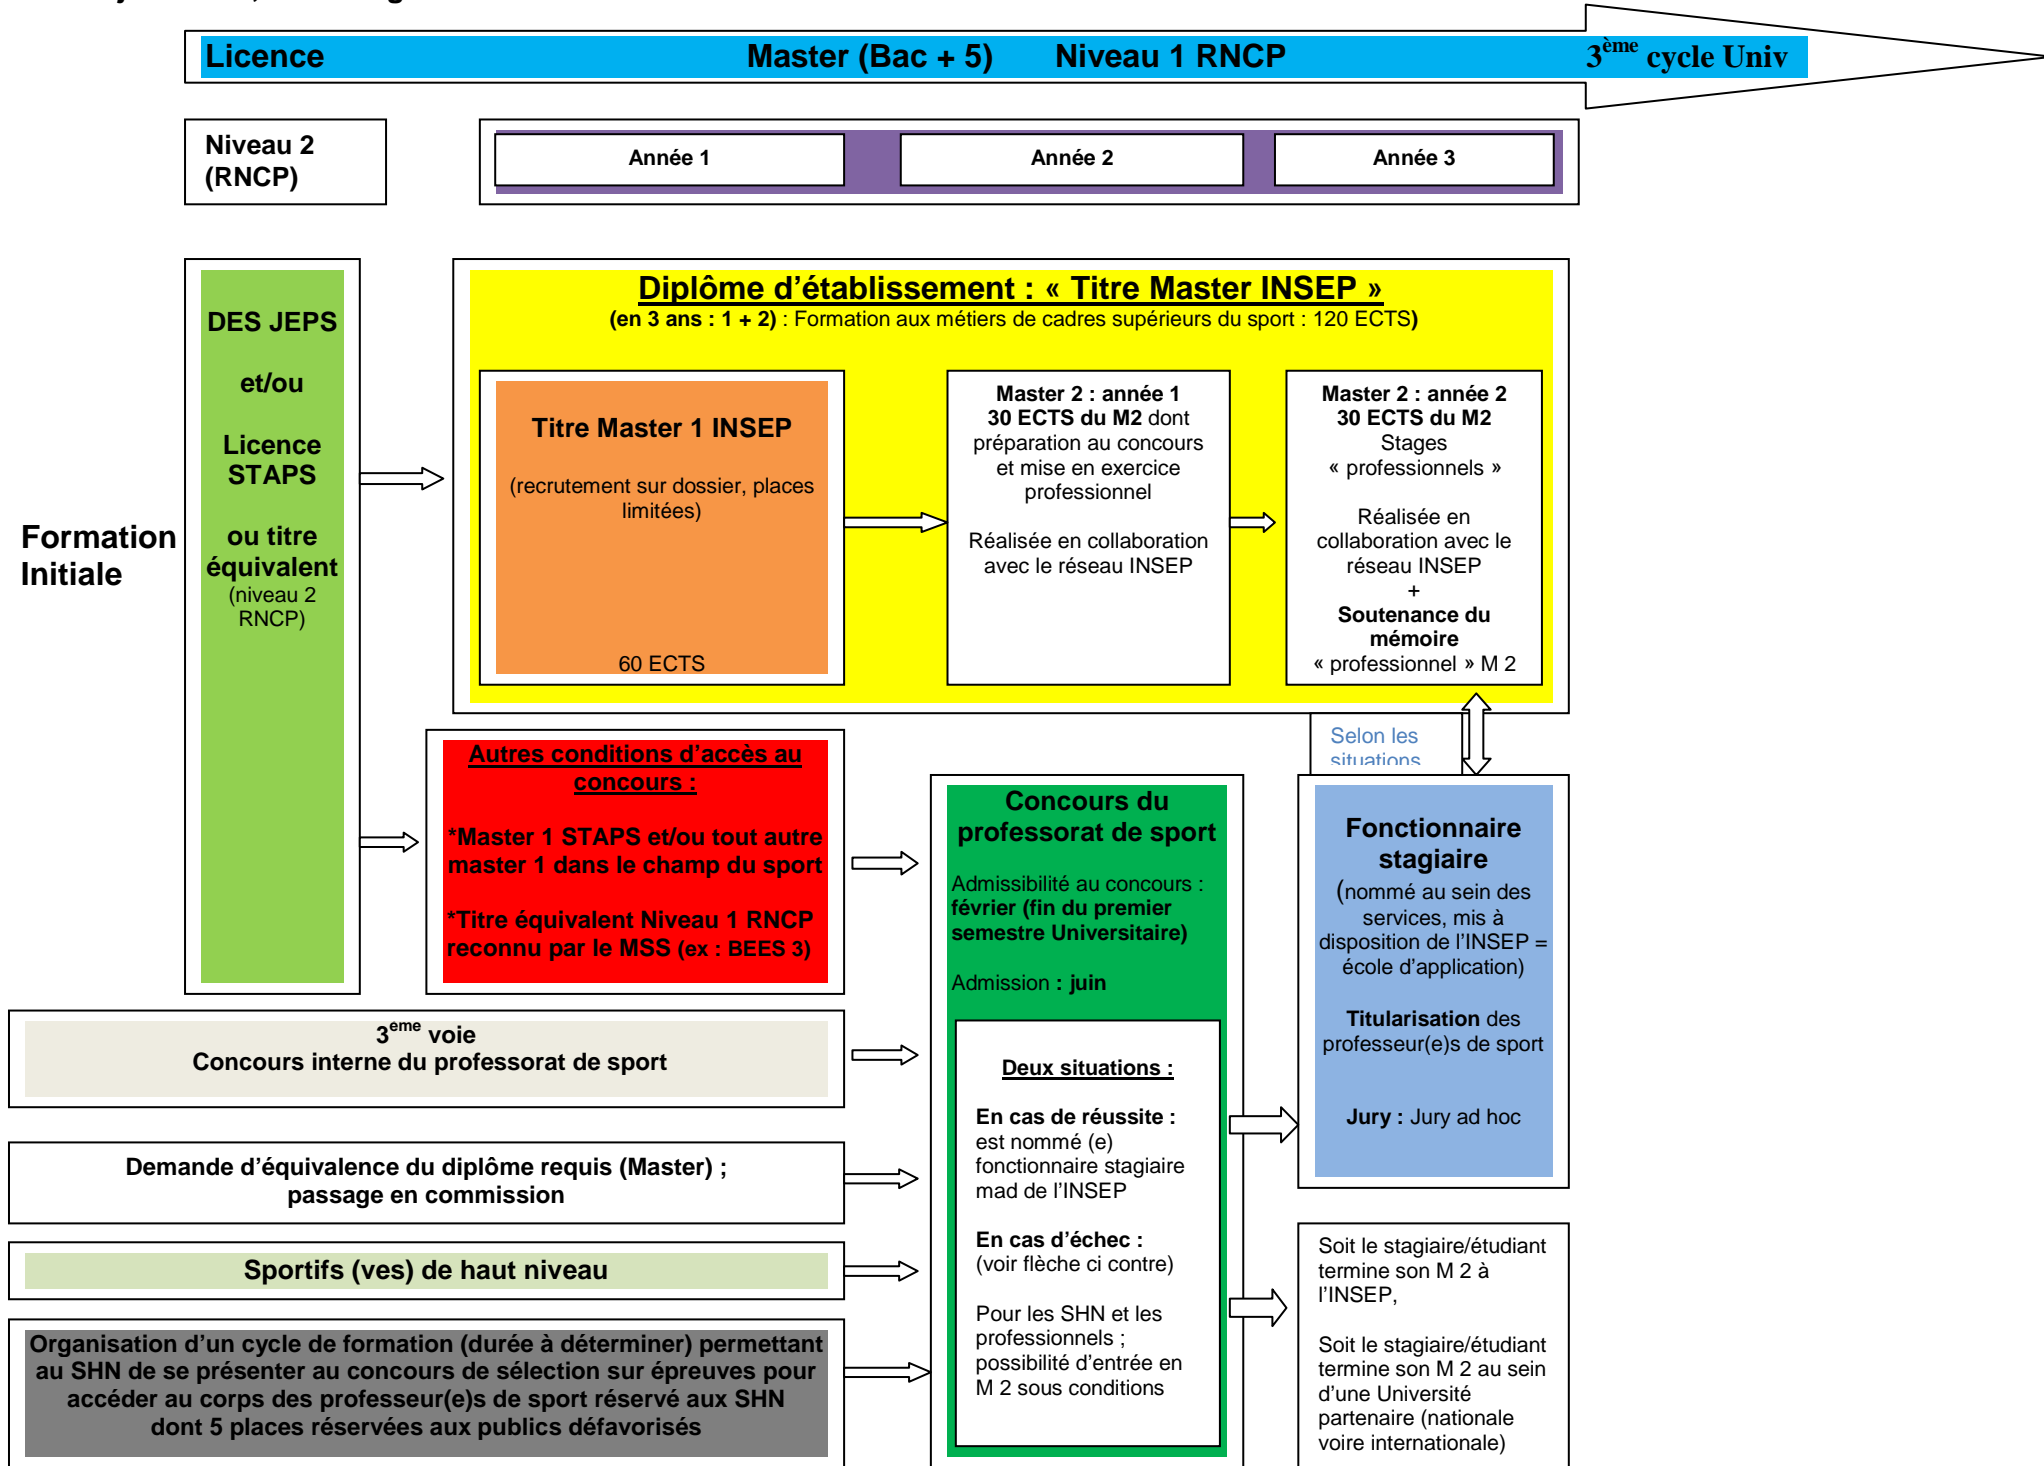 Licence Master (Bac + 5) Niveau 1 RNCP 3ème cycle Univ
Niveau 2
(RNCP)
Année 1
Année 2
Année 3
Formation
Initiale
DES JEPS
et/ou
Licence
STAPS
ou titre
équivalent
(niveau 2
RNCP)
Diplôme d’établissement : « Titre Master INSEP »
(en 3 ans : 1 + 2) : Formation aux métiers de cadres supérieurs du sport : 120 ECTS)
Titre Master 1 INSEP
(recrutement sur dossier, places
limitées)
60 ECTS
Master 2 : année 1
30 ECTS du M2 dont
préparation au concours
et mise en exercice
professionnel
Réalisée en collaboration
avec le réseau INSEP
Master 2 : année 2
30 ECTS du M2
Stages
« professionnels »
Réalisée en
collaboration avec le
réseau INSEP
+
Soutenance du
mémoire
« professionnel » M 2
Selon les
situations
Autres conditions d’accès au
concours :
*Master 1 STAPS et/ou tout autre
master 1 dans le champ du sport
*Titre équivalent Niveau 1 RNCP
reconnu par le MSS (ex : BEES 3)
3eme voie
Concours interne du professorat de sport
Demande d’équivalence du diplôme requis (Master) ;
passage en commission
Sportifs (ves) de haut niveau
Organisation d’un cycle de formation (durée à déterminer) permettant
au SHN de se présenter au concours de sélection sur épreuves pour
accéder au corps des professeur(e)s de sport réservé aux SHN
dont 5 places réservées aux publics défavorisés
Concours du
professorat de sport
Admissibilité au concours :
février (fin du premier
semestre Universitaire)
Admission : juin
Deux situations :
En cas de réussite :
est nommé (e)
fonctionnaire stagiaire
mad de l’INSEP
En cas d’échec :
(voir flèche ci contre)
Pour les SHN et les
professionnels ;
possibilité d’entrée en
M 2 sous conditions
Fonctionnaire
stagiaire
(nommé au sein des
services, mis à
disposition de l’INSEP =
école d’application)
Titularisation des
professeur(e)s de sport
Jury : Jury ad hoc
Soit le stagiaire/étudiant
termine son M 2 à
l’INSEP,
Soit le stagiaire/étudiant
termine son M 2 au sein
d’une Université
partenaire (nationale
voire internationale)